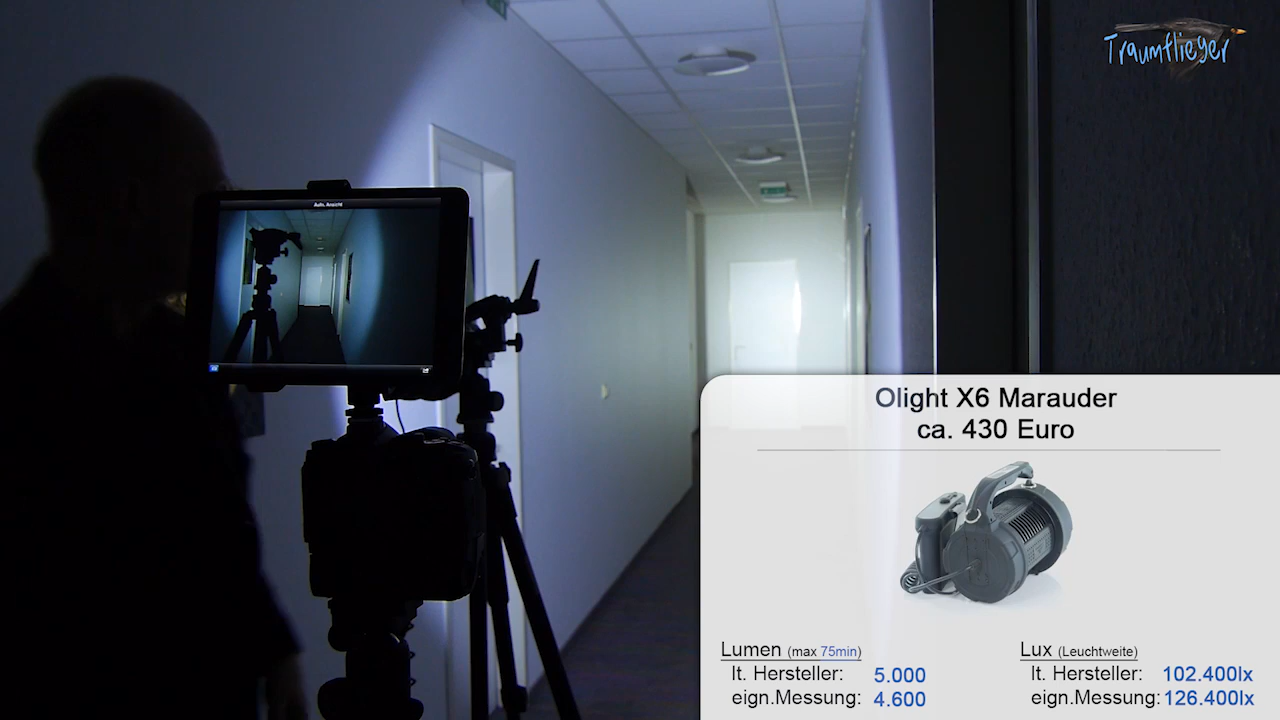 Traumflieger
Aufn. Ansicht
Olight X6 Marauder
ca. 430 Euro
Lumen (max 75min)
lt. Hersteller: 5.000
eign.Messung: 4.600
Lux (Leuchtweite)
lt. Hersteller: 102.400lx
eign.Messung: 126.400lx